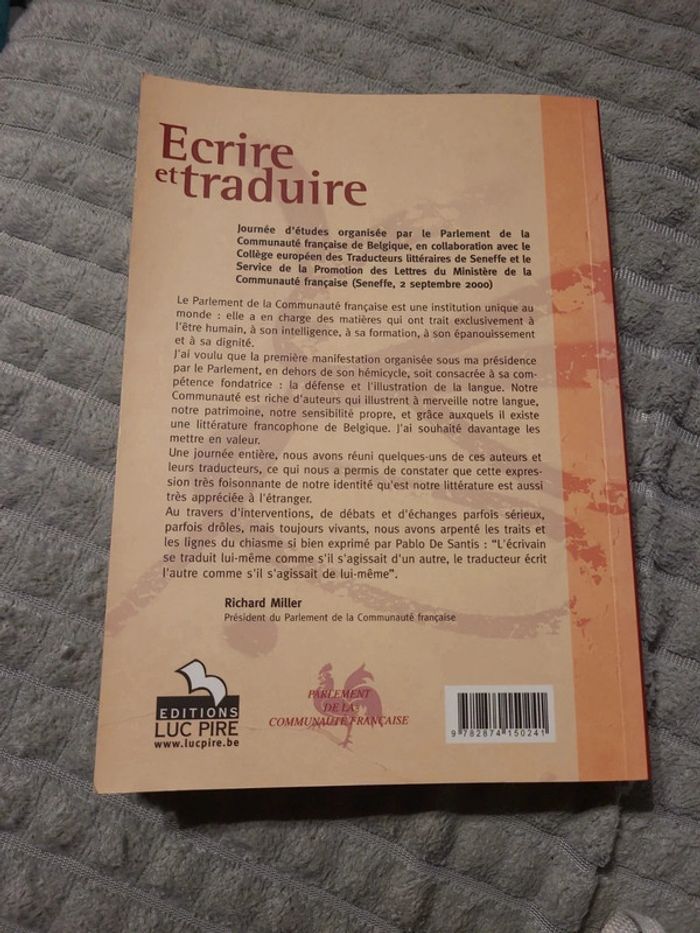 Ecrire
et traduire
Journée d'études organisée par le Parlement de la
Communauté française de Belgique, en collaboration avec le
Collège européen des Traducteurs littéraires de Seneffe et le
Service de la Promotion des Lettres du Ministère de la
Communauté française (Seneffe, 2 septembre 2000)
Le Parlement de la Communauté française est une institution unique au
monde : elle a en charge des matières qui ont trait exclusivement à
l'être humain, à son intelligence, à sa formation, à son épanouissement
et à sa dignité.
J'ai voulu que la première manifestation organisée sous ma présidence
par le Parlement, en dehors de son hémicycle, soit consacrée à sa com-
pétence fondatrice : la défense et l'illustration de la langue. Notre
Communauté est riche d'auteurs qui illustrent à merveille notre langue,
notre patrimoine, notre sensibilité propre, et grâce auxquels il existe
une littérature francophone de Belgique. J'ai souhaité davantage les
mettre en valeur.
Une journée entière, nous avons réuni quelques-uns de ces auteurs et
leurs traducteurs, ce qui nous a permis de constater que cette expres-
sion très foisonnante de notre identité qu'est notre littérature est aussi
très appréciée à l'étranger.
Au travers d'interventions, de débats et d'échanges parfois sérieux,
parfois drôles, mais toujours vivants, nous avons arpenté les traits et
les lignes du chiasme si bien exprimé par Pablo De Santis : "L'écrivain
se traduit lui-même comme s'il s'agissait d'un autre, le traducteur écrit
l'autre comme s'il s'agissait de lui-même".
Richard Miller
Président du Parlement de la Communauté française
EDITIONS
LUC PIRE
www.lucpire.be
PARLEMENT
DE LA
COMMUNAUTÉ FRANÇAISE
9 782874 150241